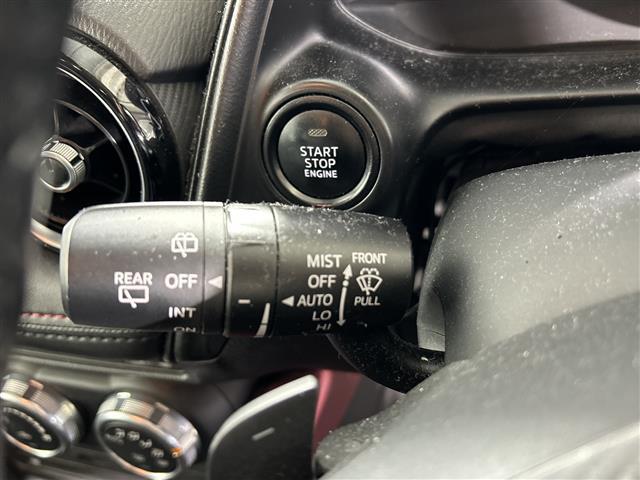 START
STOP
ENGINE
REAR
OFF
INT
ON
MIST
OFF
AUTO
LO
HI
FRONT
PULL